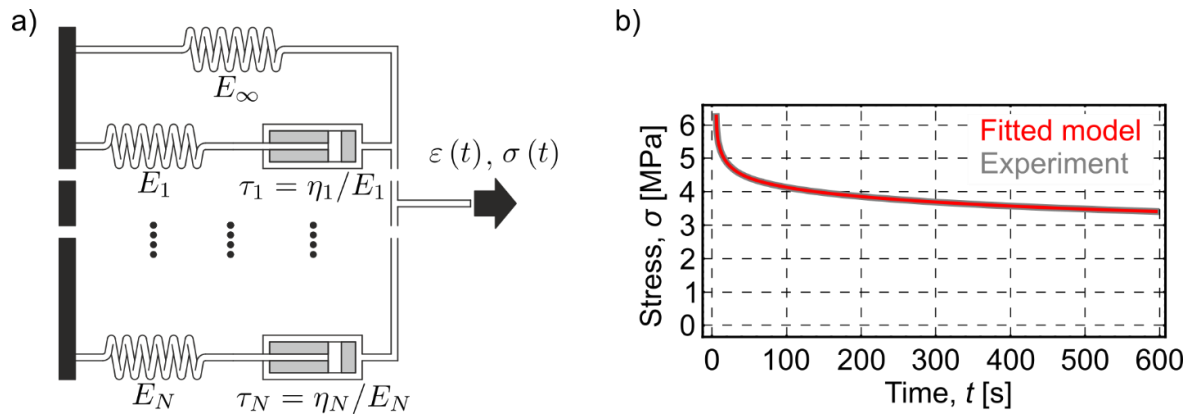 a)
E∞
E1
τ1 = η1/E1
ε (t) , σ (t)
EN
τN = ηN/EN
b)
Stress, σ [MPa]
6
5
4
3
2
1
0
Fitted model
Experiment
0 100 200 300 400 500 600
Time, t [s]